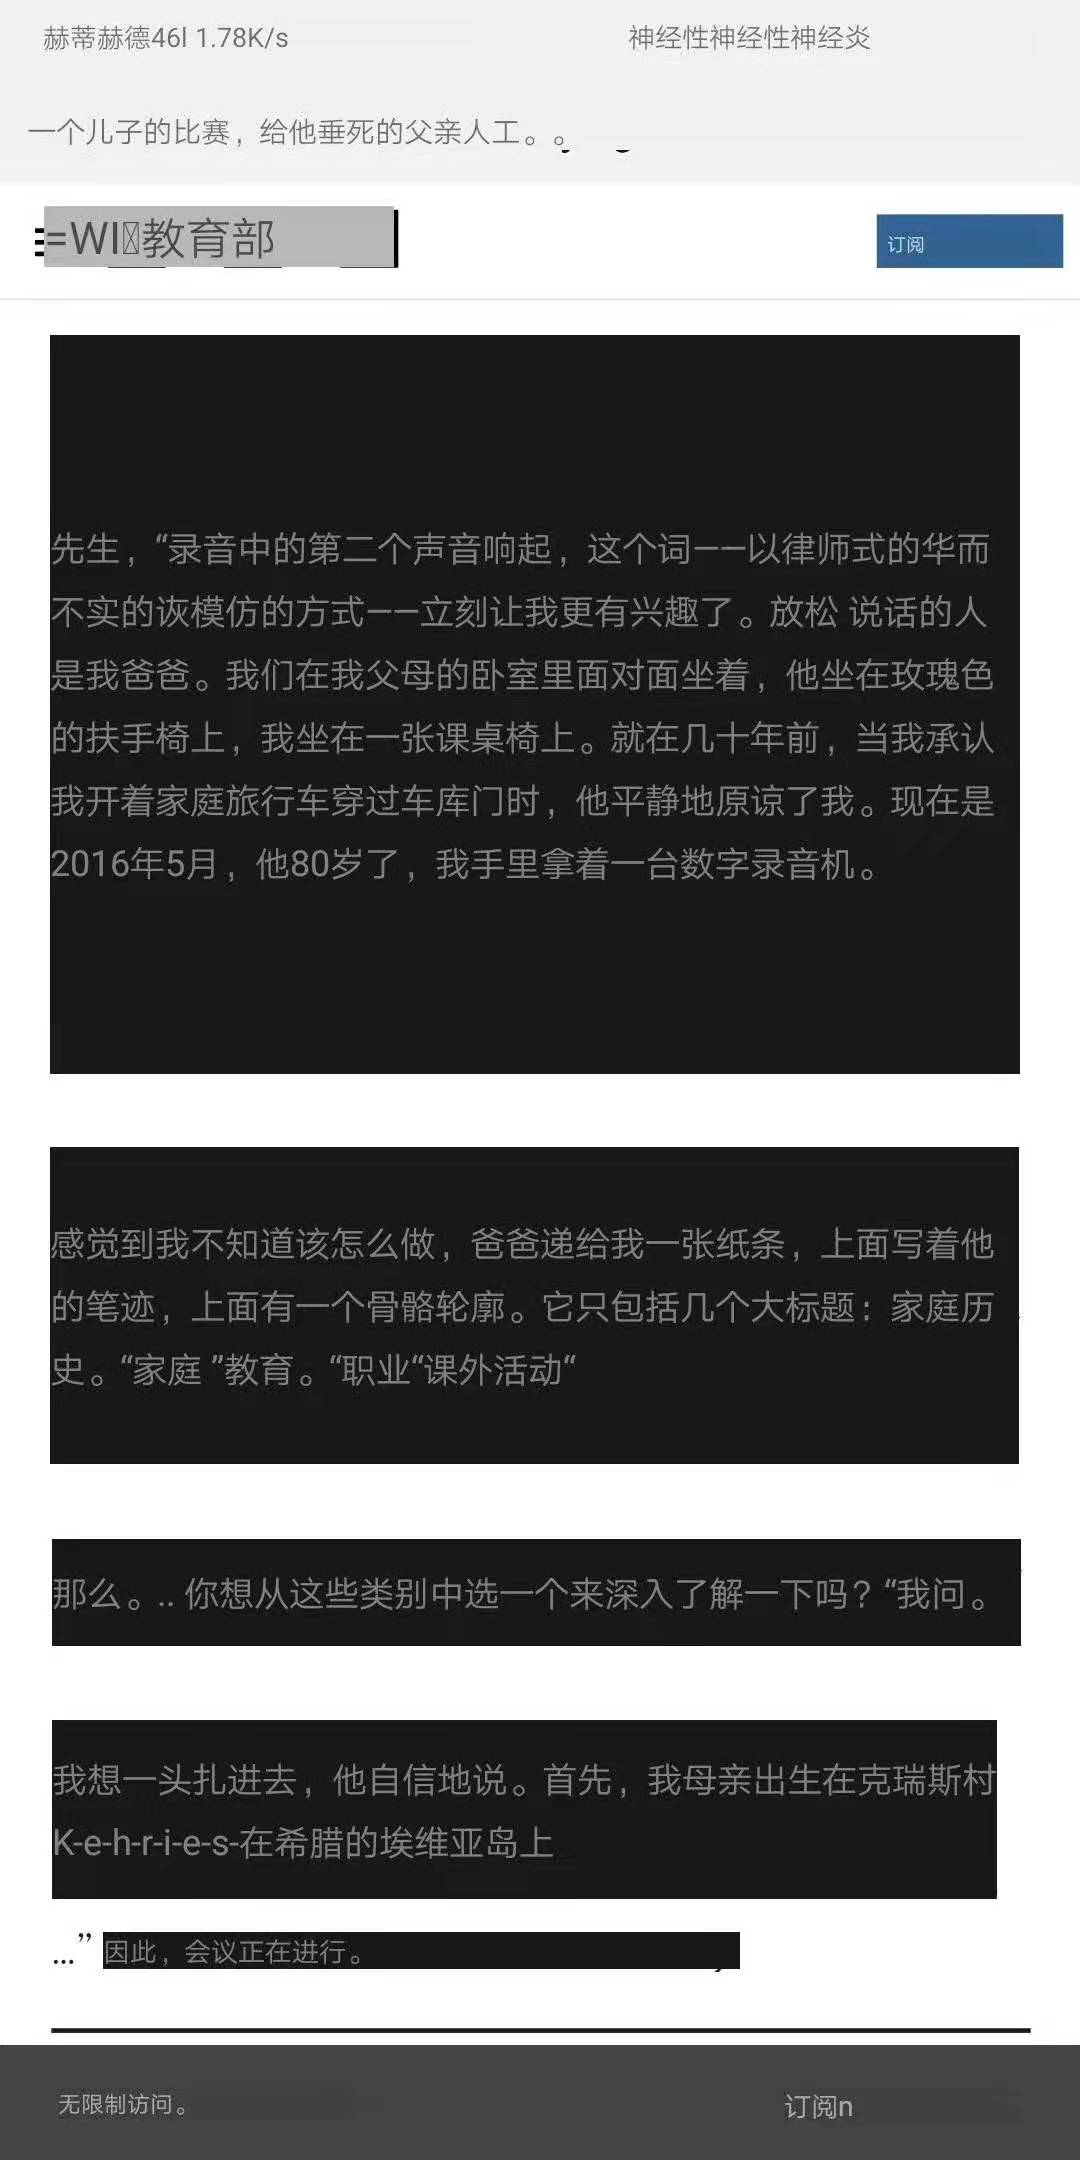 赫蒂赫德46l 1.78K/s
神经性神经性神经炎
一个儿子的比赛，给他垂死的父亲人工。。
=WI教育部
订阅
先生，“录音中的第二个声音响起，这个词——以律师式的华而
不实的诙模仿的方式——立刻让我更有兴趣了。放松 说话的人
是我爸爸。我们在我父母的卧室里面对面坐着，他坐在玫瑰色
的扶手椅上，我坐在一张课桌椅上。就在几十年前，当我承认
我开着家庭旅行车穿过车库门时，他平静地原谅了我。现在是
2016年5月，他80岁了，我手里拿着一台数字录音机。
感觉到我不知道该怎么做，爸爸递给我一张纸条，上面写着他
的笔迹，上面有一个骨骼轮廓。它只包括几个大标题：家庭历
史。“家庭 ”教育。“职业“课外活动“
那么。.. 你想从这些类别中选一个来深入了解一下吗？“我问。
我想一头扎进去，他自信地说。首先，我母亲出生在克瑞斯村
K-e-h-r-i-e-s-在希腊的埃维亚岛上
...” 因此，会议正在进行。
无限制访问。
订阅n